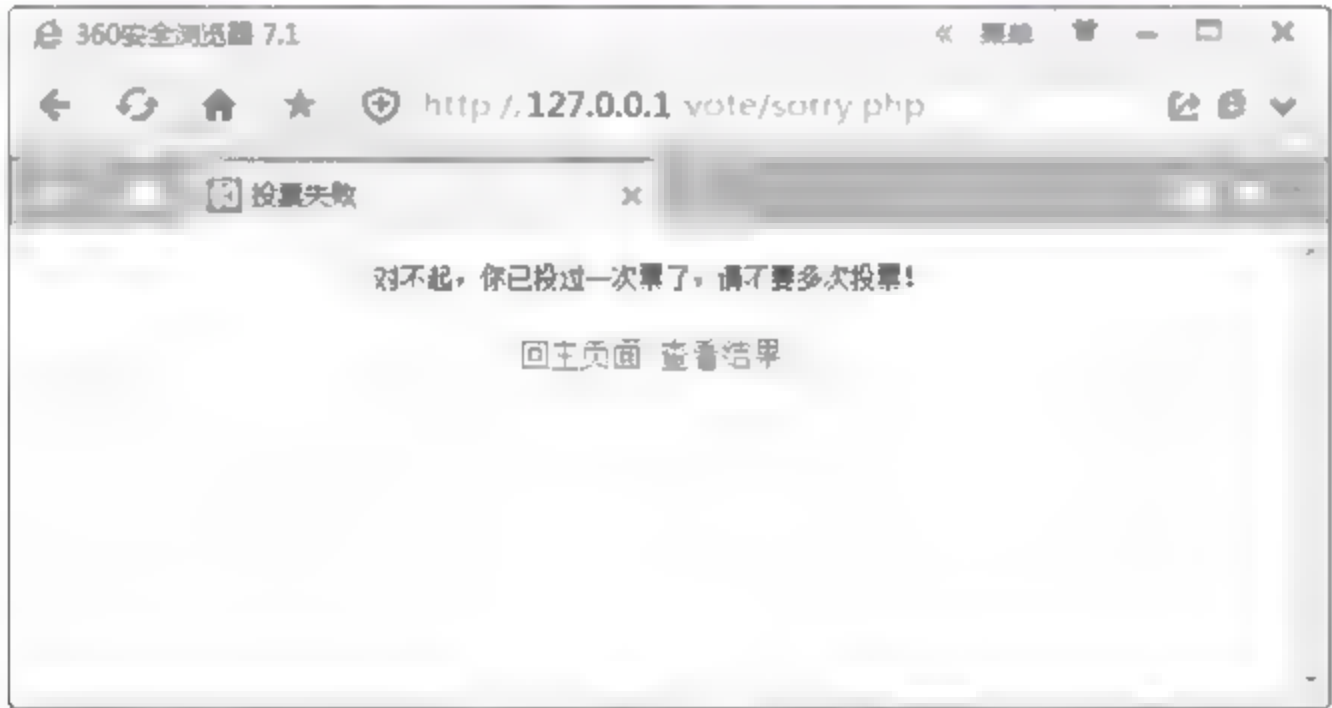 360安全浏览器 7.1 « 菜单
http://127.0.0.1/vote/sorry.php
投票失败
对不起，你已投过一次票了，请不要多次投票！
回主页面 查看结果